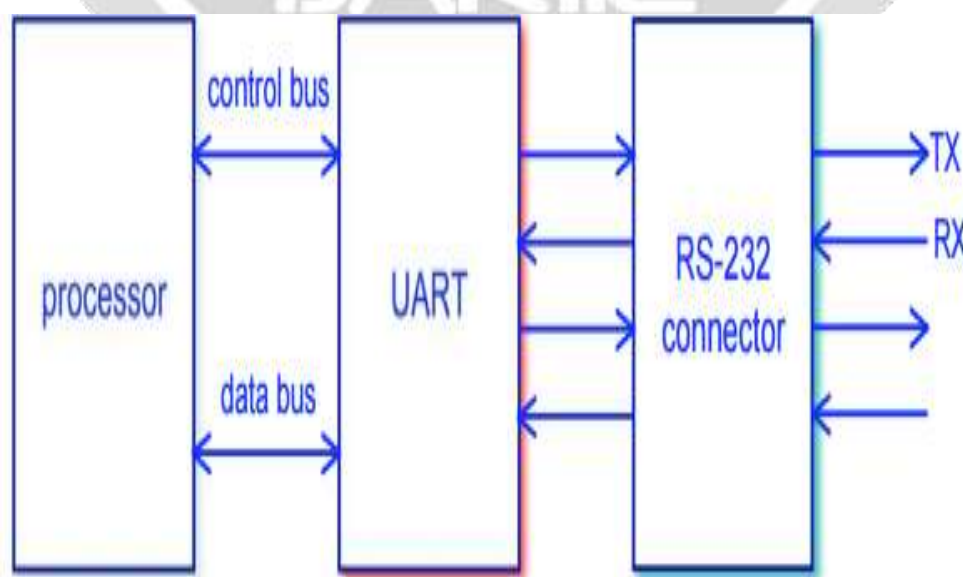 control bus
TX
RX
processor
UART
RS-232
connector
data bus